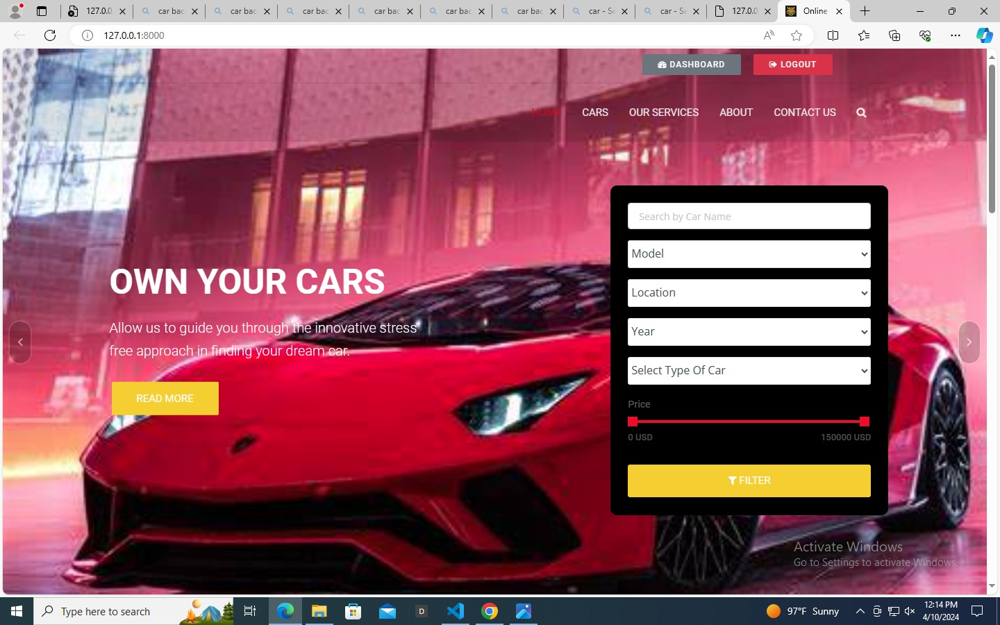 127.0.0.
car bac
car bac
car bac
car bac
car bac
car bac
car - Se
car - Se
127.0.0
Online
127.0.0.1:8000
DASHBOARD
LOGOUT
HOME
CARS
OUR SERVICES
ABOUT
CONTACT US
OWN YOUR CARS
Allow us to guide you through the innovative stress
free approach in finding your dream car.
READ MORE
Search by Car Name
Model
Location
Year
Select Type Of Car
Price
0 USD
150000 USD
FILTER
Activate Windows
Go to Settings to activate Windows.
Type here to search
D
97°F Sunny
12:14 PM
4/10/2024